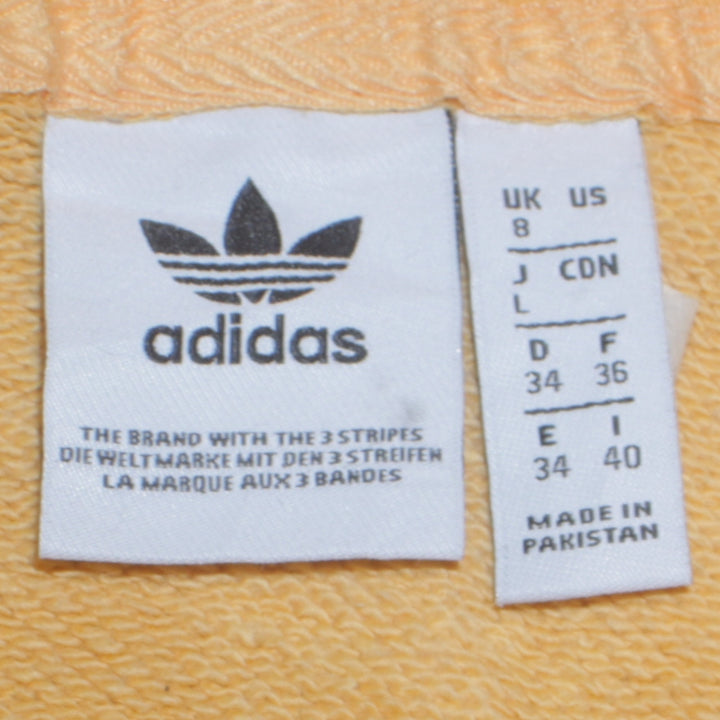 adidas
THE BRAND WITH THE 3 STRIPES
DIE WELTMARKE MIT DEN 3 STREIFEN
LA MARQUE AUX 3 BANDES
UK US
8
J CDN
L
D F
34 36
E I
34 40
MADE IN
PAKISTAN